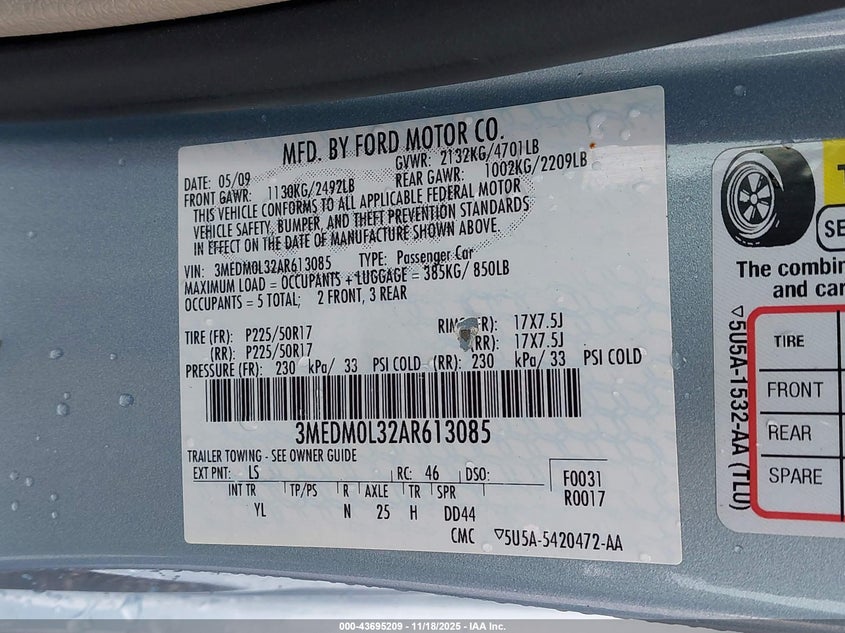 MFD. BY FORD MOTOR CO.
DATE: 05/09 GVWR: 2132KG/4701LB
FRONT GAWR: 1130KG/2492LB REAR GAWR: 1002KG/2209LB
THIS VEHICLE CONFORMS TO ALL APPLICABLE FEDERAL MOTOR
VEHICLE SAFETY, BUMPER, AND THEFT PREVENTION STANDARDS
IN EFFECT ON THE DATE OF MANUFACTURE SHOWN ABOVE.
VIN: 3MEDM0L32AR613085 TYPE: Passenger Car
MAXIMUM LOAD = OCCUPANTS + LUGGAGE = 385KG/ 850LB
OCCUPANTS = 5 TOTAL; 2 FRONT, 3 REAR
TIRE (FR): P225/50R17 RIM (FR): 17X7.5J
(RR): P225/50R17 (RR): 17X7.5J
PRESSURE (FR): 230 kPa/ 33 PSI COLD (RR): 230 kPa/ 33 PSI COLD
3MEDM0L32AR613085
TRAILER TOWING - SEE OWNER GUIDE
EXT PNT: LS RC: 46 DSO: F0031
R0017
INT TR TP/PS R AXLE TR SPR
YL N 25 H DD44
CMC ▽5U5A-5420472-AA
The combin
and car
TIRE
FRONT
REAR
SPARE
▽5U5A-1532-AA (TLU)
000-43695209 - 11/18/2025 - IAA Inc.